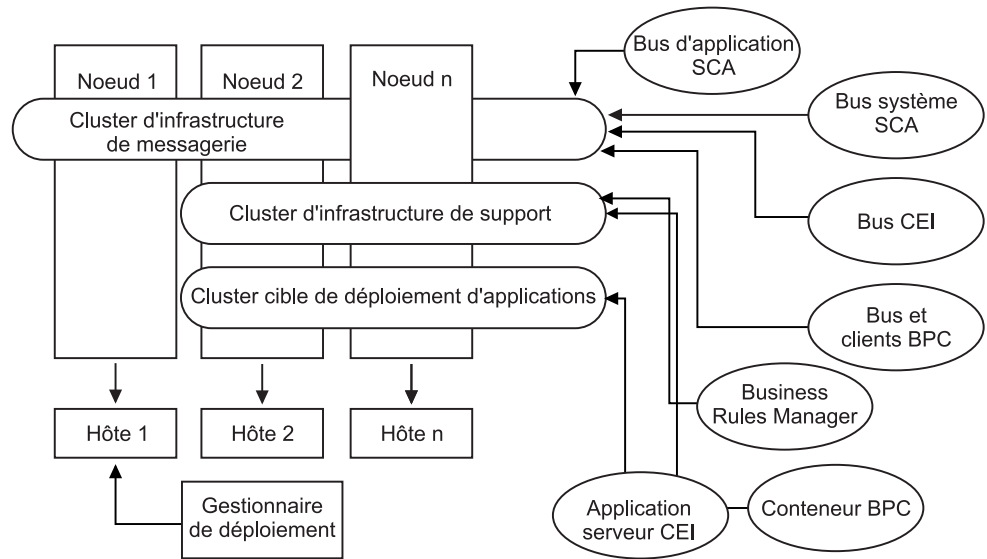 Noeud 1
Noeud 2
Noeud n
Bus d'application
SCA
Bus système
SCA
Cluster d'infrastructure
de messagerie
Cluster d'infrastructure de support
Bus CEI
Cluster cible de déploiement d'applications
Bus et
clients BPC
Business
Rules Manager
Hôte 1
Hôte 2
Hôte n
Gestionnaire
de déploiement
Application
serveur CEI
Conteneur BPC